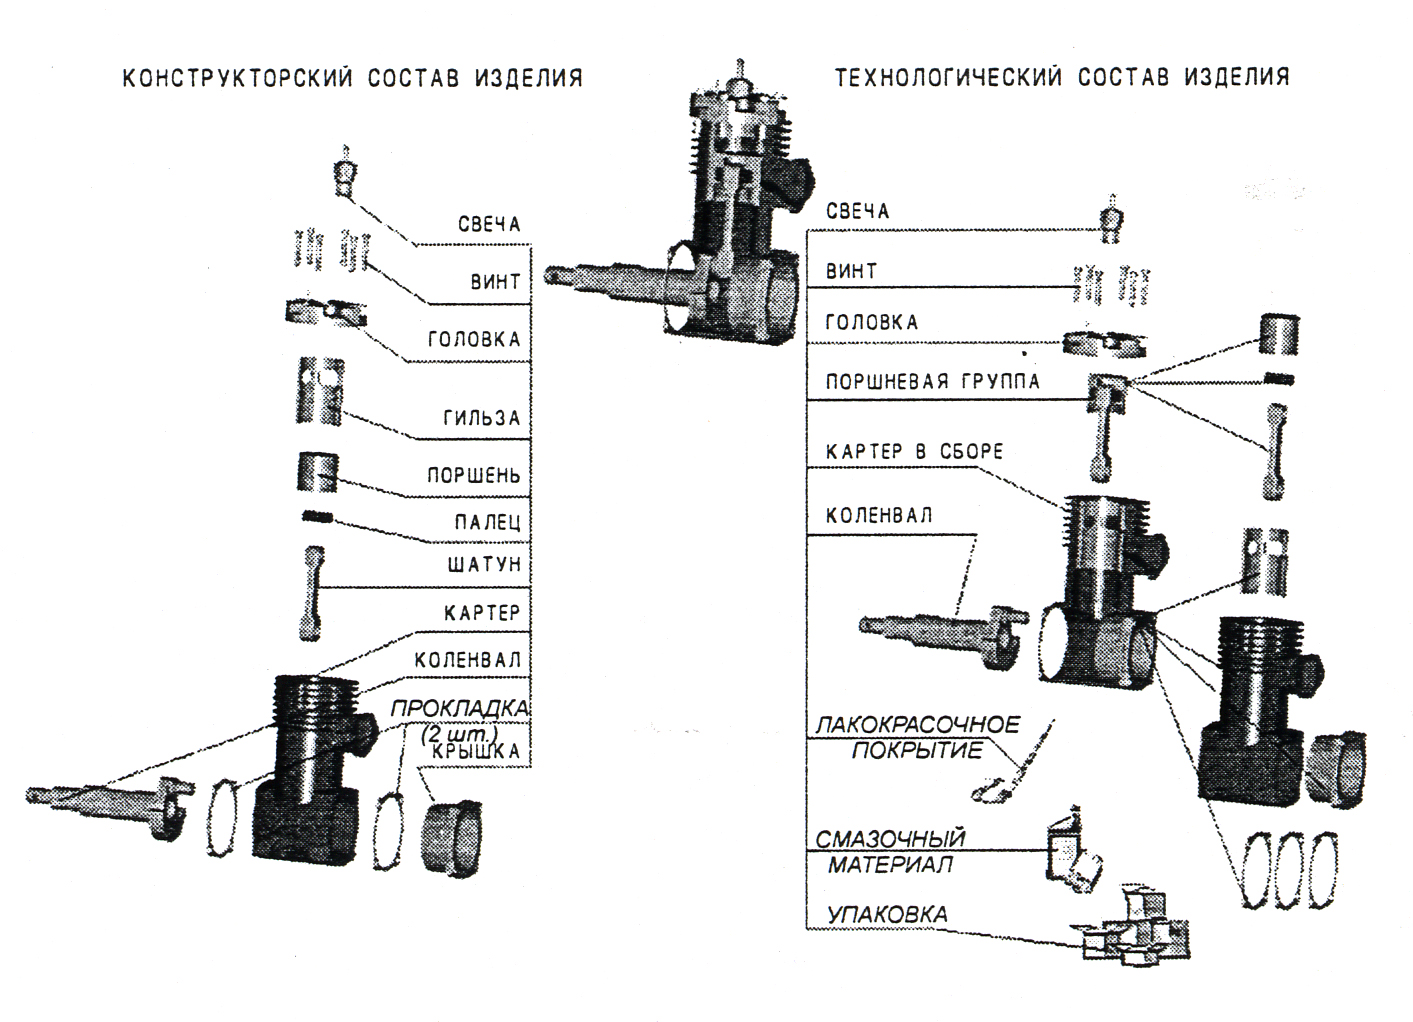 КОНСТРУКТОРСКИЙ СОСТАВ ИЗДЕЛИЯ
СВЕЧА
ВИНТ
ГОЛОВКА
ГИЛЬЗА
ПОРШЕНЬ
ПАЛЕЦ
ШАТУН
КАРТЕР
КОЛЕНВАЛ
ПРОКЛАДКА
(2 шт.)
КРЫШКА
ТЕХНОЛОГИЧЕСКИЙ СОСТАВ ИЗДЕЛИЯ
СВЕЧА
ВИНТ
ГОЛОВКА
ПОРШНЕВАЯ ГРУППА
КАРТЕР В СБОРЕ
КОЛЕНВАЛ
ЛАКОКРАСОЧНОЕ
ПОКРЫТИЕ
СМАЗОЧНЫЙ
МАТЕРИАЛ
УПАКОВКА